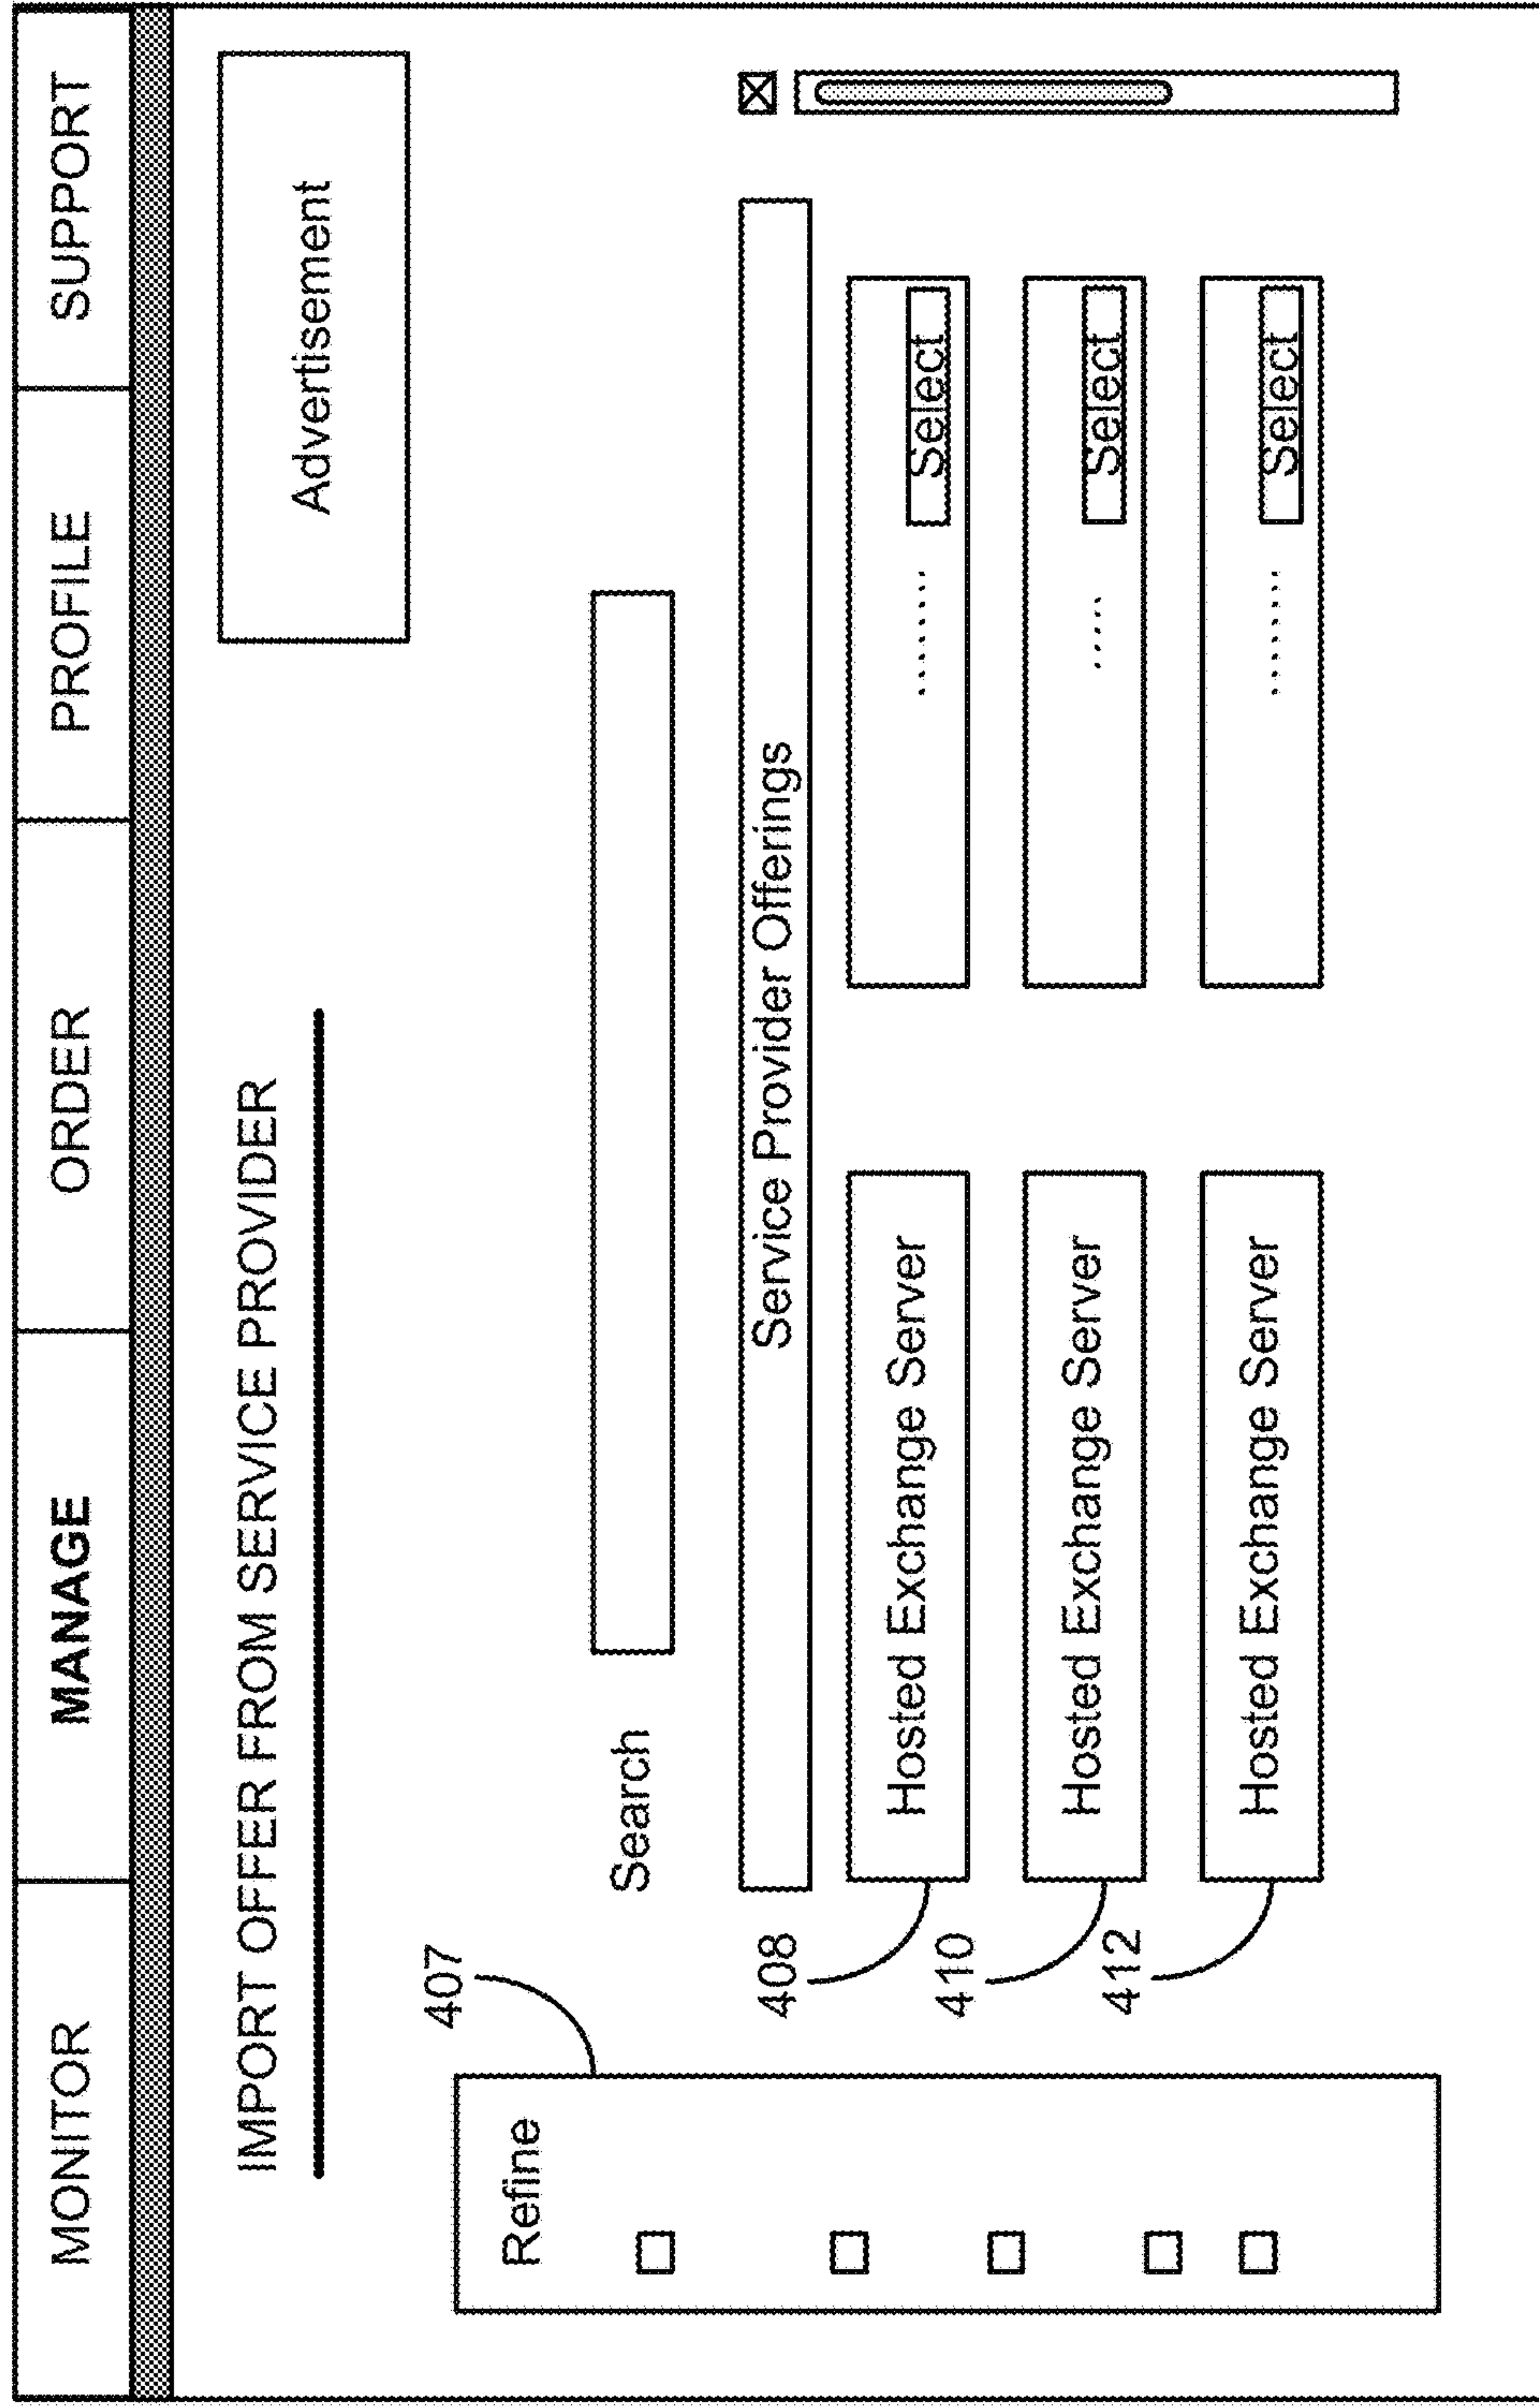 MONITOR MANAGE ORDER PROFILE SUPPORT
IMPORT OFFER FROM SERVICE PROVIDER
Advertisement
407
Refine
Search
Service Provider Offerings
408 Hosted Exchange Server ....... Select
410 Hosted Exchange Server ..... Select
412 Hosted Exchange Server ....... Select